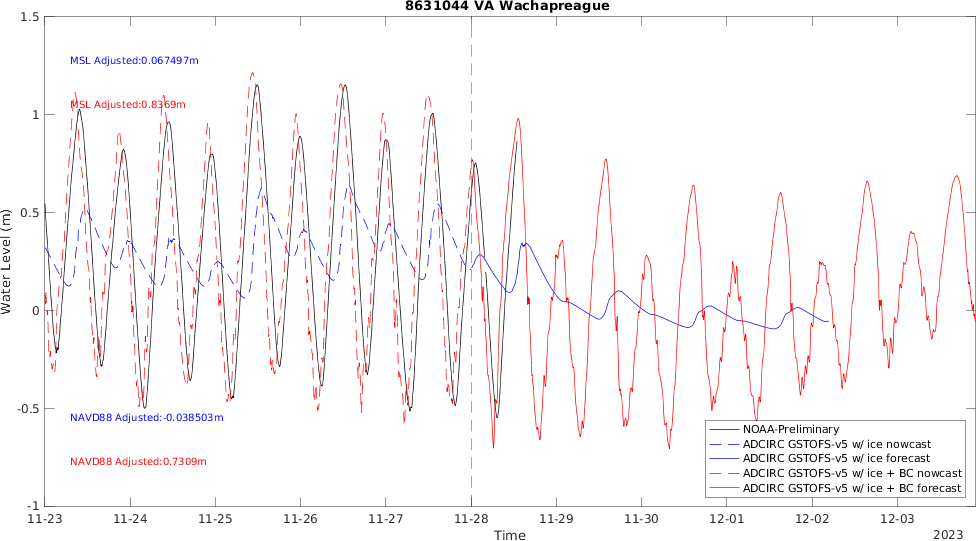 8631044 VA Wachapreague
1.5
MSL Adjusted:0.067497m
MSL Adjusted:0.8369m
1
0.5
Water Level (m)
0
-0.5
NAVD88 Adjusted:-0.038503m
NAVD88 Adjusted:0.7309m
NOAA-Preliminary
ADCIRC GSTOFS-v5 w/ ice nowcast
ADCIRC GSTOFS-v5 w/ ice forecast
ADCIRC GSTOFS-v5 w/ ice + BC nowcast
ADCIRC GSTOFS-v5 w/ ice + BC forecast
-1
11-23 11-24 11-25 11-26 11-27 11-28 11-29 11-30 12-01 12-02 12-03
Time
2023